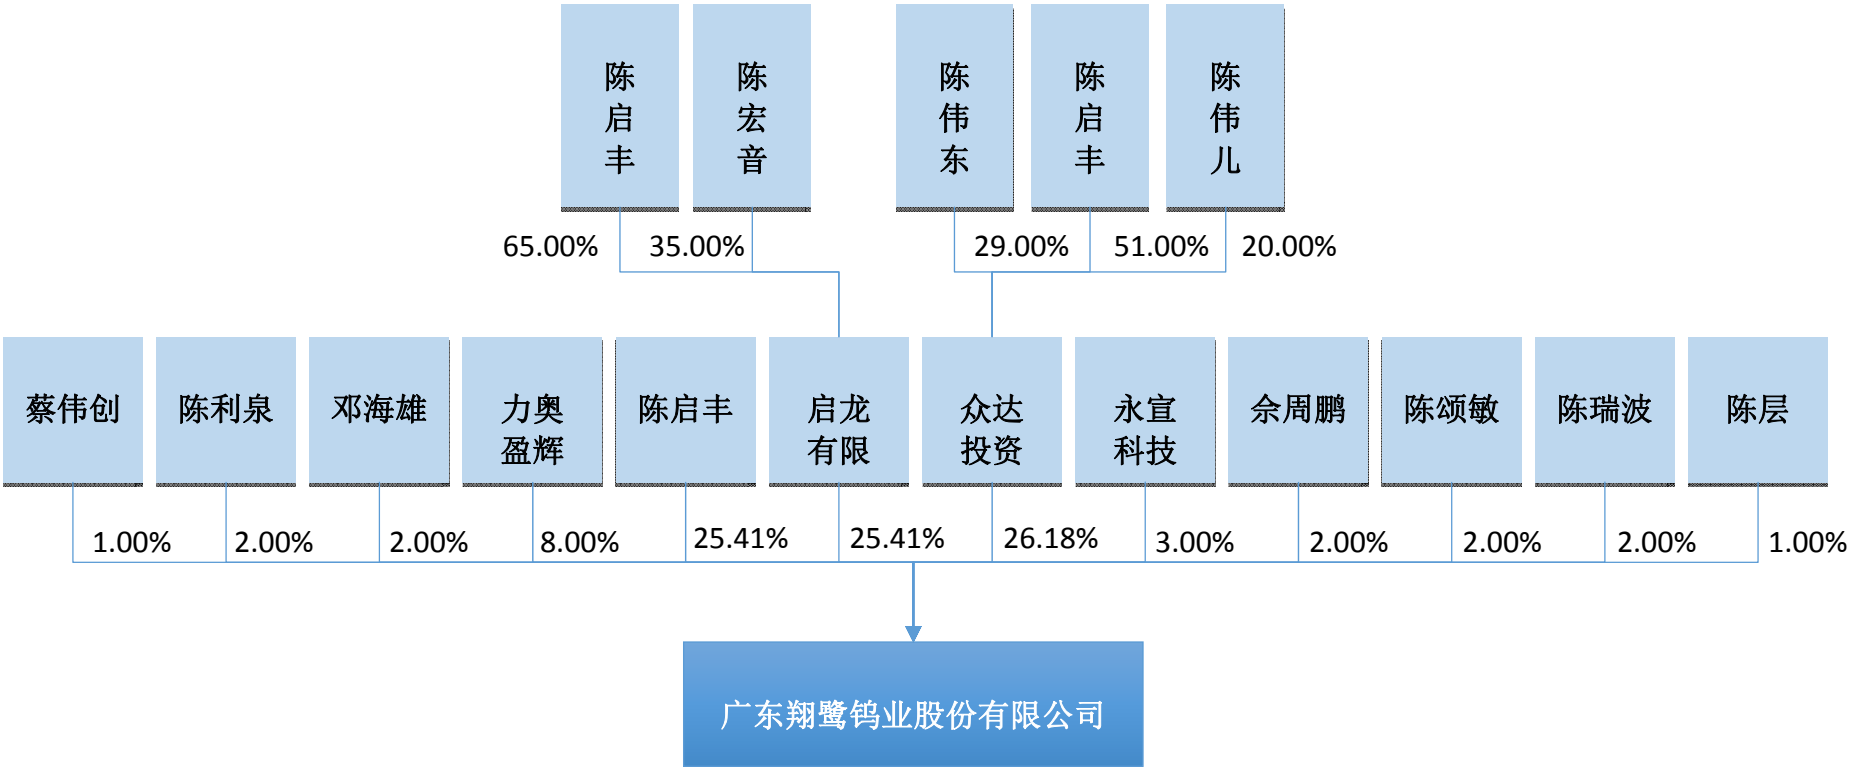 陈启丰
陈宏音
陈伟东
陈启丰
陈伟儿
65.00%
35.00%
29.00%
51.00%
20.00%
蔡伟创
陈利泉
邓海雄
力奥
盈辉
陈启丰
启龙
有限
众达
投资
永宣
科技
佘周鹏
陈颂敏
陈瑞波
陈层
1.00%
2.00%
2.00%
8.00%
25.41%
25.41%
26.18%
3.00%
2.00%
2.00%
2.00%
1.00%
广东翔鹭钨业股份有限公司